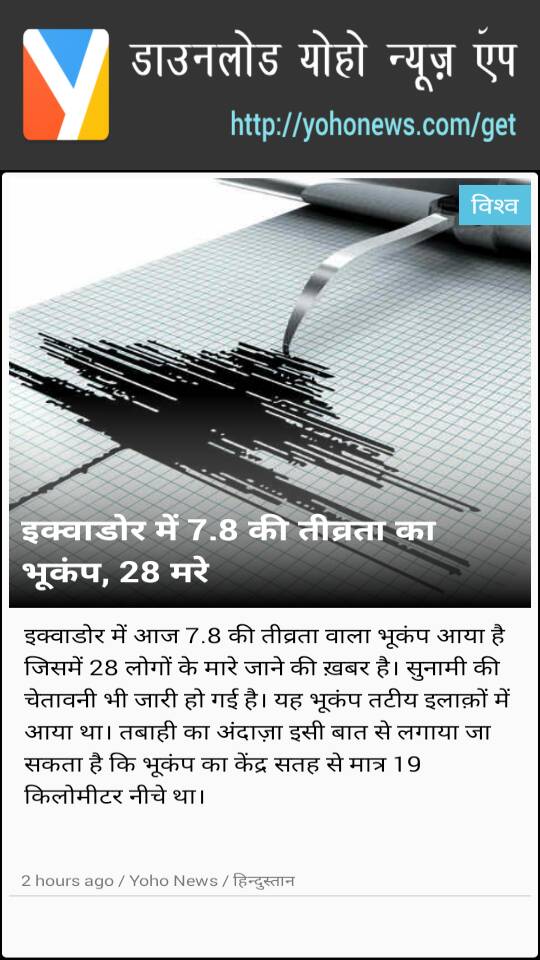 डाउनलोड योहो न्यूज़ ऍप
http://yohonews.com/get
विश्व
इक्वाडोर में 7.8 की तीव्रता का
भूकंप, 28 मरे
इक्वाडोर में आज 7.8 की तीव्रता वाला भूकंप आया है
जिसमें 28 लोगों के मारे जाने की ख़बर है। सुनामी की
चेतावनी भी जारी हो गई है। यह भूकंप तटीय इलाक़ों में
आया था। तबाही का अंदाज़ा इसी बात से लगाया जा
सकता है कि भूकंप का केंद्र सतह से मात्र 19
किलोमीटर नीचे था।
2 hours ago / Yoho News / हिन्दुस्तान